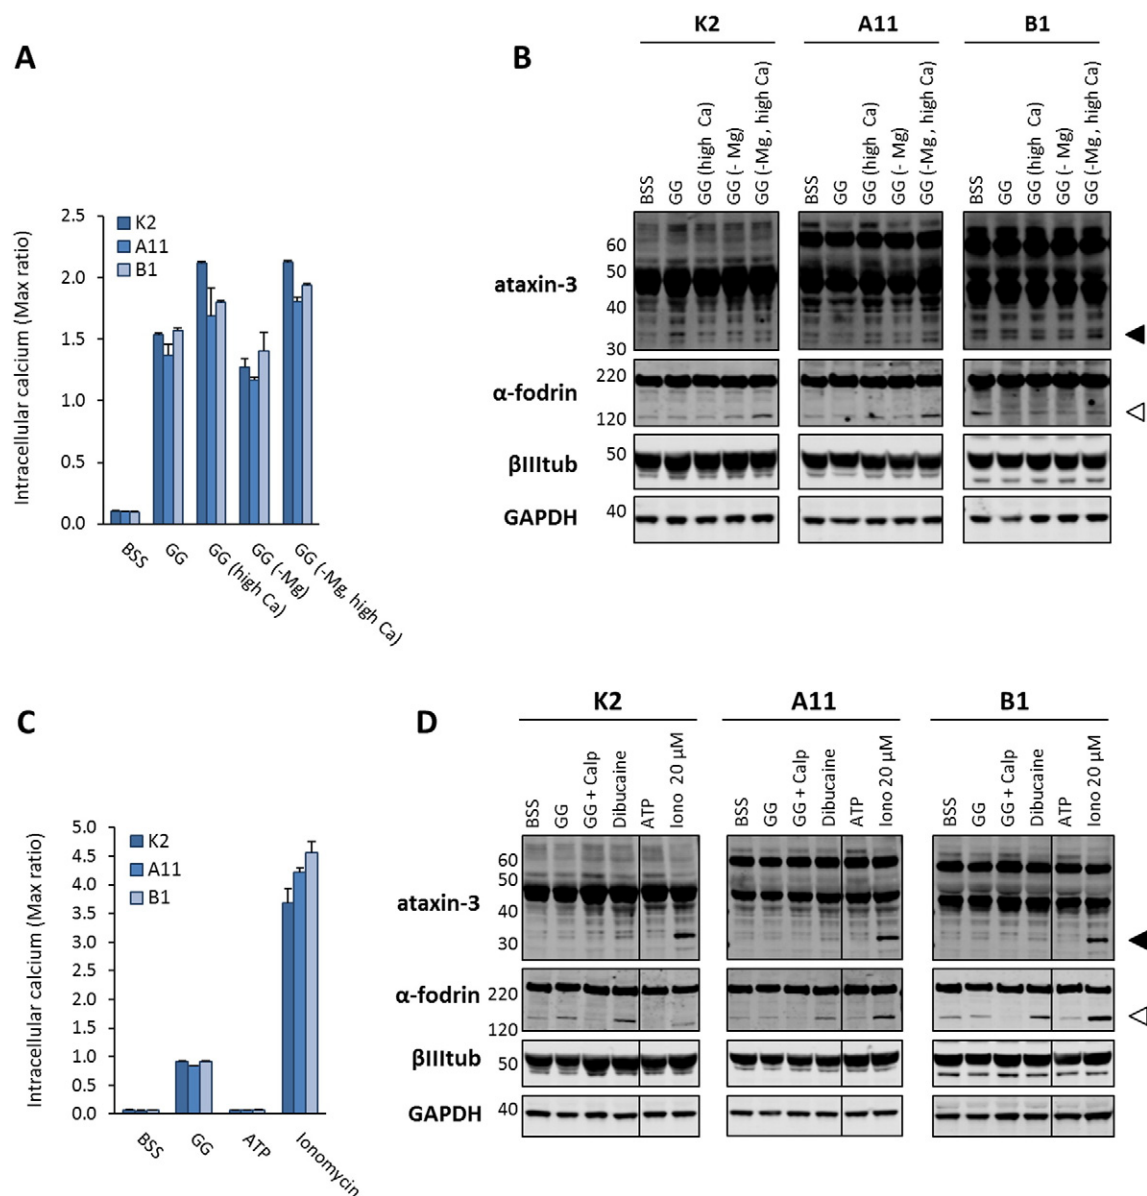 A
Intracellular calcium (Max ratio)
2.5
2.0
1.5
1.0
0.5
0.0
K2
A11
B1
BSS
GG
GG (high Ca)
GG (-Mg)
GG (-Mg, high Ca)
B
K2
A11
B1
BSS
GG
GG (high Ca)
GG (- Mg)
GG (-Mg , high Ca)
BSS
GG
GG (high Ca)
GG (- Mg)
GG (-Mg, high Ca)
BSS
GG
GG (high Ca)
GG (- Mg)
GG (-Mg , high Ca)
ataxin-3
60
50
40
30
α-fodrin
220
120
βIIItub
50
GAPDH
40
C
Intracellular calcium (Max ratio)
5.0
4.5
4.0
3.5
3.0
2.5
2.0
1.5
1.0
0.5
0.0
K2
A11
B1
BSS
GG
ATP
Ionomycin
D
K2
A11
B1
BSS
GG
GG + Calp
Dibucaine
ATP
Iono 20 μM
BSS
GG
GG + Calp
Dibucaine
ATP
Iono 20 μM
BSS
GG
GG + Calp
Dibucaine
ATP
Iono 20 μM
ataxin-3
60
50
40
30
α-fodrin
220
120
βIIItub
50
GAPDH
40